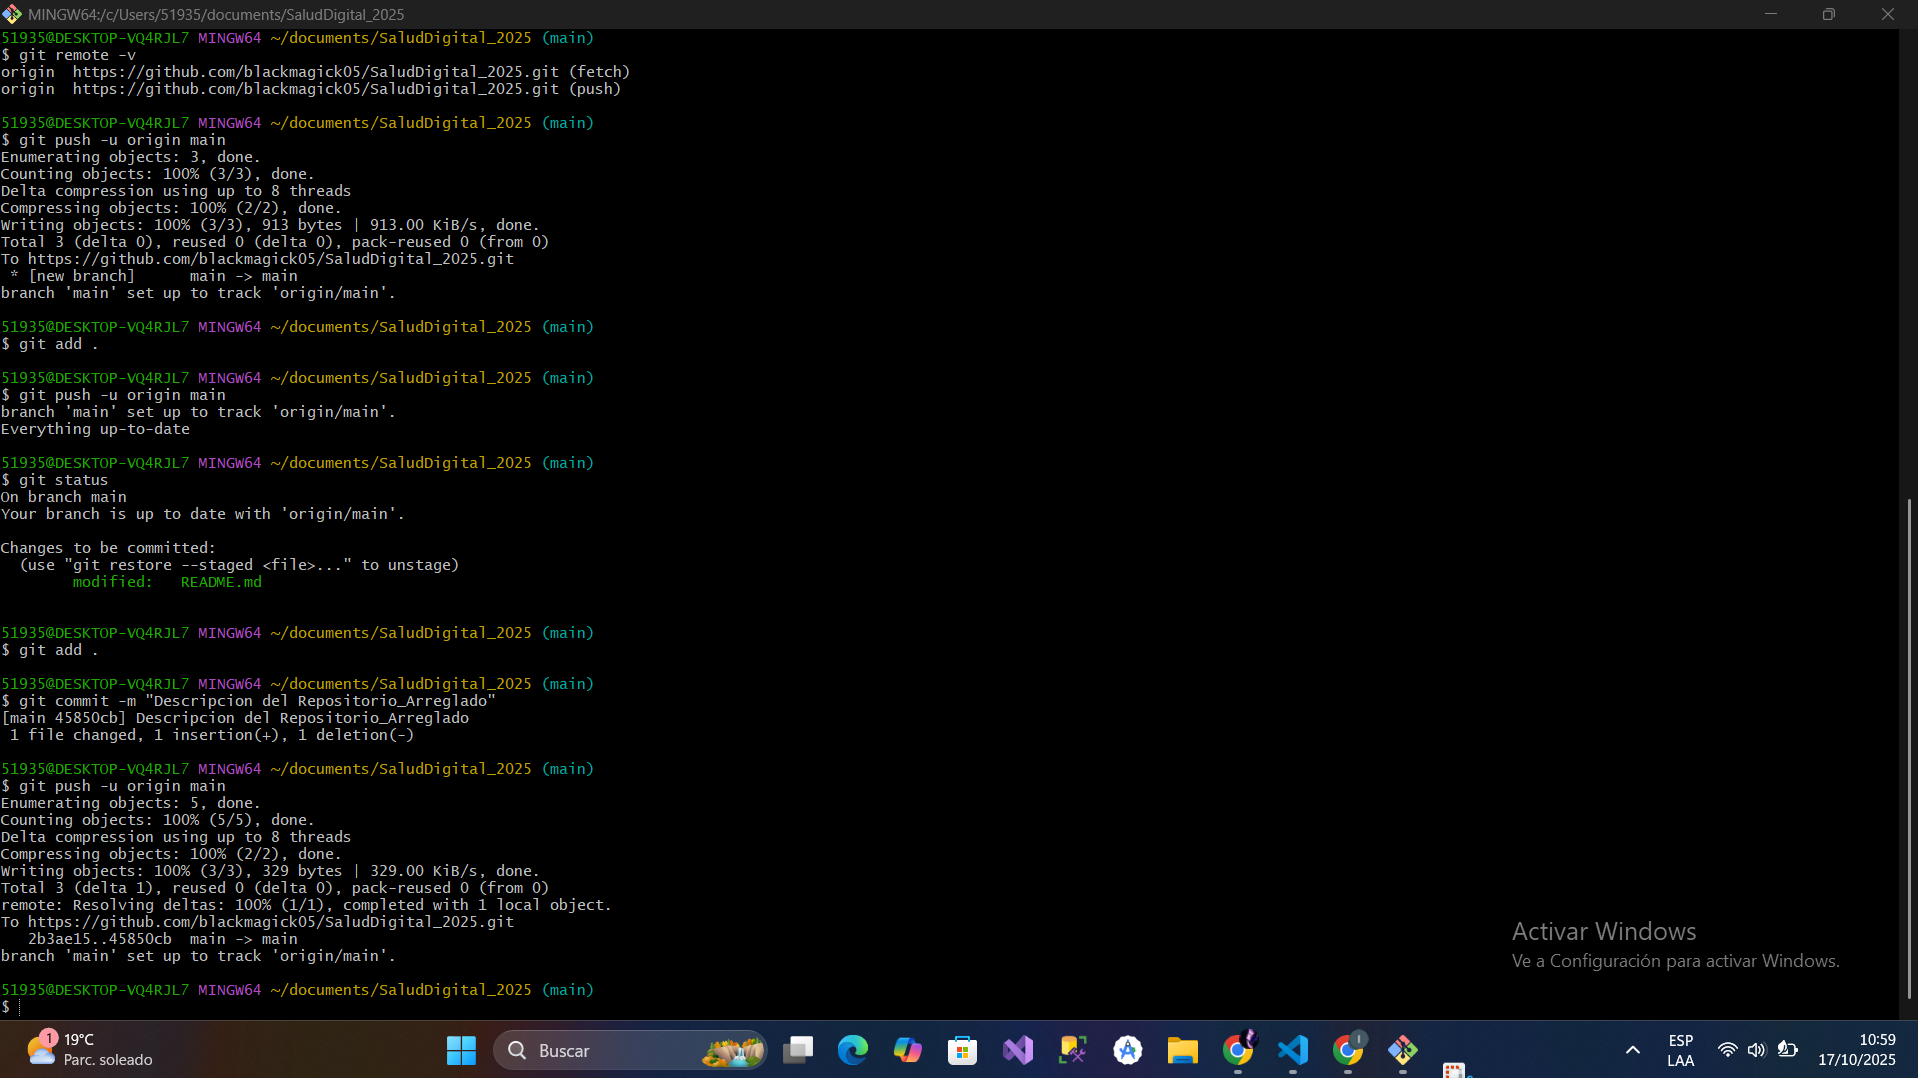 MINGW64:/c/Users/51935/documents/SaludDigital_2025
51935@DESKTOP-VQ4RJL7 MINGW64 ~/documents/SaludDigital_2025 (main)
$ git remote -v
origin  https://github.com/blackmagick05/SaludDigital_2025.git (fetch)
origin  https://github.com/blackmagick05/SaludDigital_2025.git (push)
51935@DESKTOP-VQ4RJL7 MINGW64 ~/documents/SaludDigital_2025 (main)
$ git push -u origin main
Enumerating objects: 3, done.
Counting objects: 100% (3/3), done.
Delta compression using up to 8 threads
Compressing objects: 100% (2/2), done.
Writing objects: 100% (3/3), 913 bytes | 913.00 KiB/s, done.
Total 3 (delta 0), reused 0 (delta 0), pack-reused 0 (from 0)
To https://github.com/blackmagick05/SaludDigital_2025.git
 * [new branch]      main -> main
branch 'main' set up to track 'origin/main'.
51935@DESKTOP-VQ4RJL7 MINGW64 ~/documents/SaludDigital_2025 (main)
$ git add .
51935@DESKTOP-VQ4RJL7 MINGW64 ~/documents/SaludDigital_2025 (main)
$ git push -u origin main
branch 'main' set up to track 'origin/main'.
Everything up-to-date
51935@DESKTOP-VQ4RJL7 MINGW64 ~/documents/SaludDigital_2025 (main)
$ git status
On branch main
Your branch is up to date with 'origin/main'.
Changes to be committed:
  (use "git restore --staged <file>..." to unstage)
        modified:   README.md
51935@DESKTOP-VQ4RJL7 MINGW64 ~/documents/SaludDigital_2025 (main)
$ git add .
51935@DESKTOP-VQ4RJL7 MINGW64 ~/documents/SaludDigital_2025 (main)
$ git commit -m "Descripcion del Repositorio_Arreglado"
[main 45850cb] Descripcion del Repositorio_Arreglado
 1 file changed, 1 insertion(+), 1 deletion(-)
51935@DESKTOP-VQ4RJL7 MINGW64 ~/documents/SaludDigital_2025 (main)
$ git push -u origin main
Enumerating objects: 5, done.
Counting objects: 100% (5/5), done.
Delta compression using up to 8 threads
Compressing objects: 100% (2/2), done.
Writing objects: 100% (3/3), 329 bytes | 329.00 KiB/s, done.
Total 3 (delta 1), reused 0 (delta 0), pack-reused 0 (from 0)
remote: Resolving deltas: 100% (1/1), completed with 1 local object.
To https://github.com/blackmagick05/SaludDigital_2025.git
   2b3ae15..45850cb  main -> main
branch 'main' set up to track 'origin/main'.
51935@DESKTOP-VQ4RJL7 MINGW64 ~/documents/SaludDigital_2025 (main)
$
Activar Windows
Ve a Configuración para activar Windows.
1
19°C
Parc. soleado
Buscar
ESP
LAA
10:59
17/10/2025